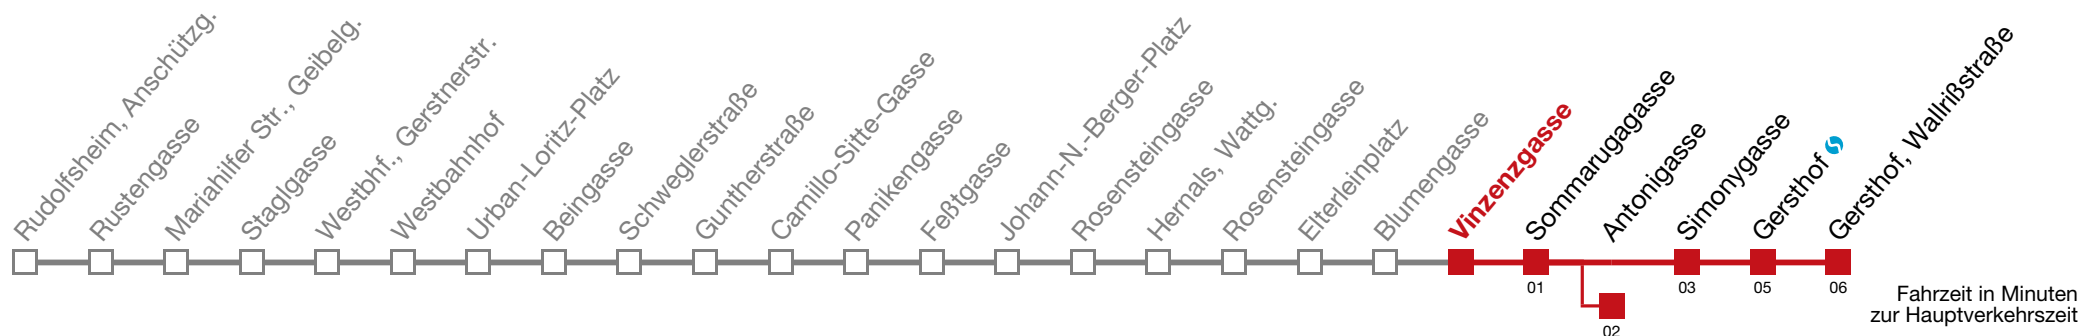 Rudolfsheim, Anschützg.
Rustengasse
Mariahilfer Str., Geibelg.
Staglgasse
Westbhf., Gerstnerstr.
Westbahnhof
Urban-Loritz-Platz
Beingasse
Schweglerstraße
Guntherstraße
Camillo-Sitte-Gasse
Panikengasse
Feßtgasse
Johann-N.-Berger-Platz
Rosensteingasse
Hernals, Wattg.
Rosensteingasse
Elterleinplatz
Blumengasse
Vinzenzgasse
Sommarugagasse
Antonigasse
Simonygasse
Gersthof
Gersthof, Wallrißstraße
01
02
03
05
06
Fahrzeit in Minuten
zur Hauptverkehrszeit